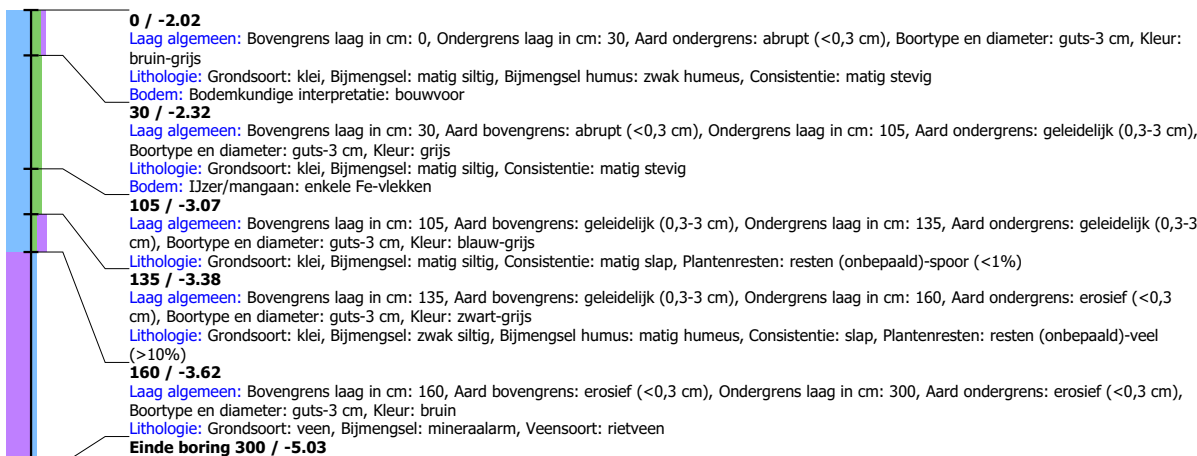 0 / -2.02
Laag algemeen: Bovengrens laag in cm: 0, Ondergrens laag in cm: 30, Aard ondergrens: abrupt (<0,3 cm), Boortype en diameter: guts-3 cm, Kleur:
bruin-grijs
Lithologie: Grondsoort: klei, Bijmengsel: matig siltig, Bijmengsel humus: zwak humeus, Consistentie: matig stevig
Bodem: Bodemkundige interpretatie: bouwvoor
30 / -2.32
Laag algemeen: Bovengrens laag in cm: 30, Aard bovengrens: abrupt (<0,3 cm), Ondergrens laag in cm: 105, Aard ondergrens: geleidelijk (0,3-3 cm),
Boortype en diameter: guts-3 cm, Kleur: grijs
Lithologie: Grondsoort: klei, Bijmengsel: matig siltig, Consistentie: matig stevig
Bodem: IJzer/mangaan: enkele Fe-vlekken
105 / -3.07
Laag algemeen: Bovengrens laag in cm: 105, Aard bovengrens: geleidelijk (0,3-3 cm), Ondergrens laag in cm: 135, Aard ondergrens: geleidelijk (0,3-3
cm), Boortype en diameter: guts-3 cm, Kleur: blauw-grijs
Lithologie: Grondsoort: klei, Bijmengsel: matig siltig, Consistentie: matig slap, Plantenresten: resten (onbepaald)-spoor (<1%)
135 / -3.38
Laag algemeen: Bovengrens laag in cm: 135, Aard bovengrens: geleidelijk (0,3-3 cm), Ondergrens laag in cm: 160, Aard ondergrens: erosief (<0,3
cm), Boortype en diameter: guts-3 cm, Kleur: zwart-grijs
Lithologie: Grondsoort: klei, Bijmengsel: zwak siltig, Bijmengsel humus: matig humeus, Consistentie: slap, Plantenresten: resten (onbepaald)-veel
(>10%)
160 / -3.62
Laag algemeen: Bovengrens laag in cm: 160, Aard bovengrens: erosief (<0,3 cm), Ondergrens laag in cm: 300, Aard ondergrens: erosief (<0,3 cm),
Boortype en diameter: guts-3 cm, Kleur: bruin
Lithologie: Grondsoort: veen, Bijmengsel: mineraalarm, Veensoort: rietveen
Einde boring 300 / -5.03